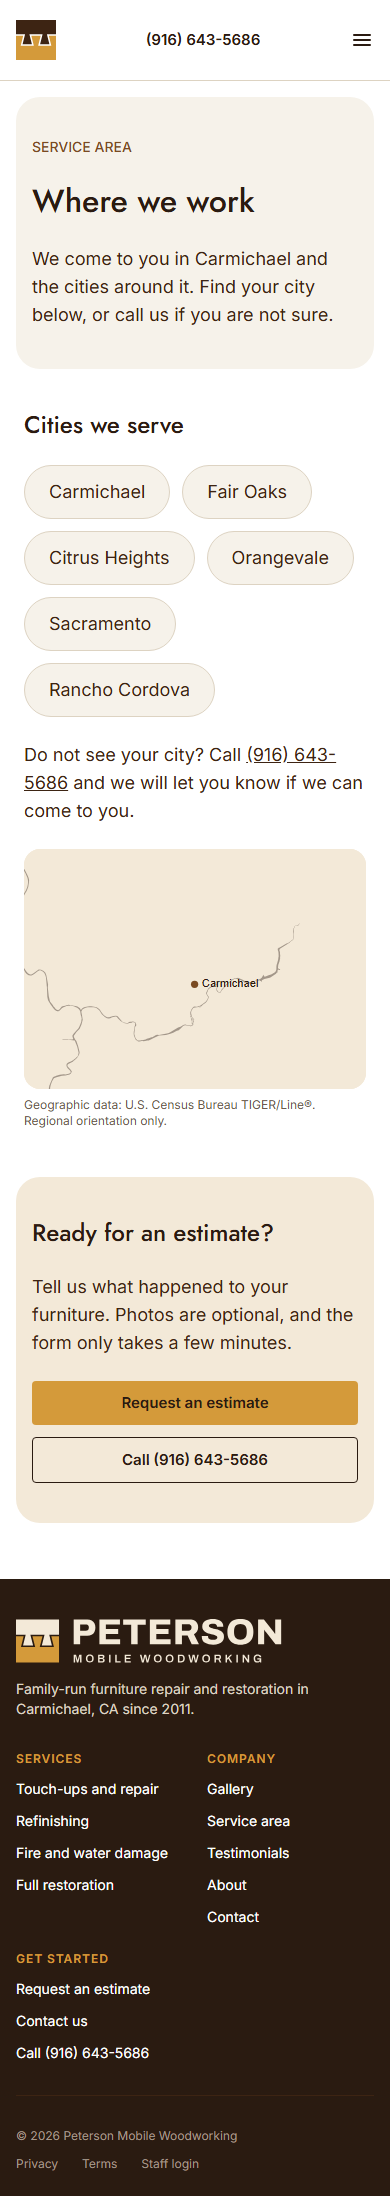 (916) 643-5686
SERVICE AREA
Where we work
We come to you in Carmichael and
the cities around it. Find your city
below, or call us if you are not sure.
Cities we serve
Carmichael
Fair Oaks
Citrus Heights
Orangevale
Sacramento
Rancho Cordova
Do not see your city? Call (916) 643-
5686 and we will let you know if we can
come to you.
Carmichael
Geographic data: U.S. Census Bureau TIGER/Line®.
Regional orientation only.
Ready for an estimate?
Tell us what happened to your
furniture. Photos are optional, and the
form only takes a few minutes.
Request an estimate
Call (916) 643-5686
PETERSON
MOBILE WOODWORKING
Family-run furniture repair and restoration in
Carmichael, CA since 2011.
SERVICES
Touch-ups and repair
Refinishing
Fire and water damage
Full restoration
COMPANY
Gallery
Service area
Testimonials
About
Contact
GET STARTED
Request an estimate
Contact us
Call (916) 643-5686
© 2026 Peterson Mobile Woodworking
Privacy
Terms
Staff login